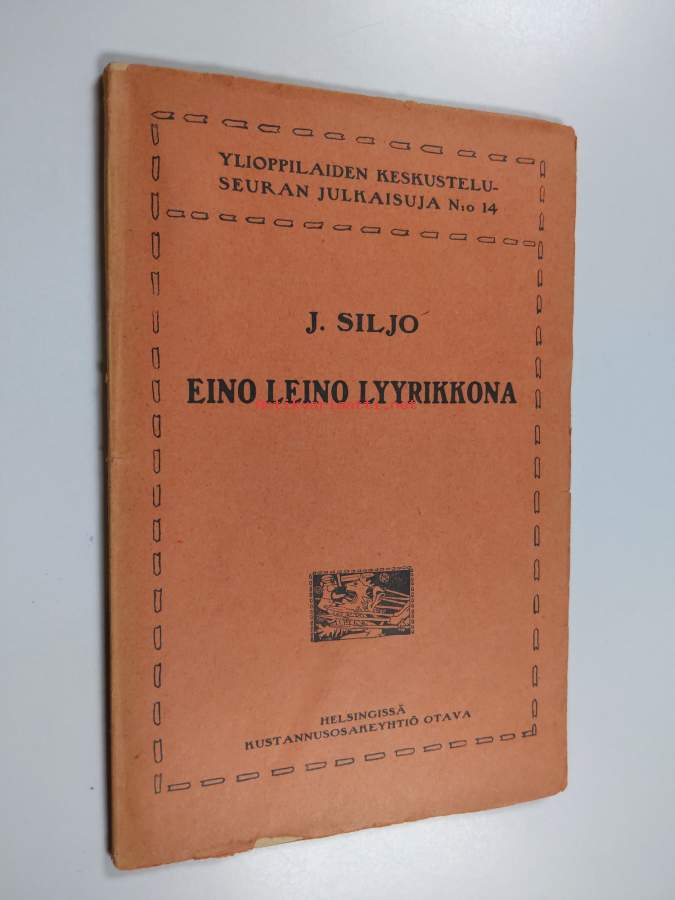 YLIOPPILAIDEN KESKUSTELU-
SEURAN JULKAISUJA N:o 14
J. SILJO
EINO LEINO LYYRIKKONA
HELSINGISSÄ
KUSTANNUSOSAKEYHTIÖ OTAVA